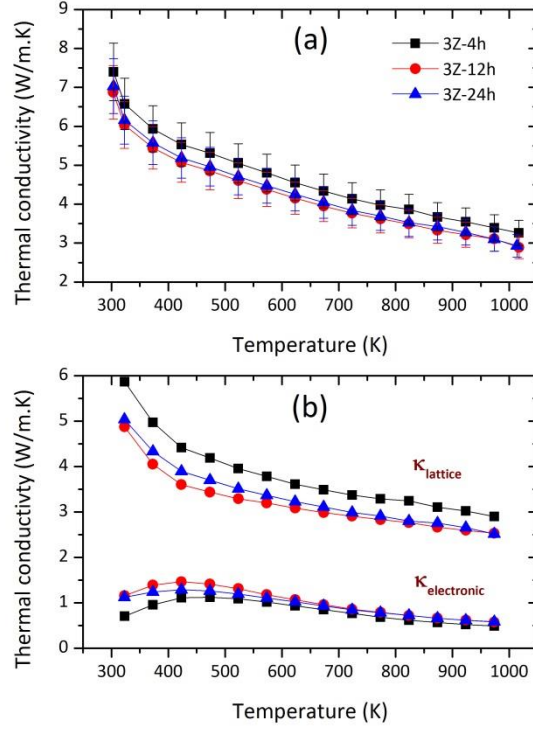 (a)
3Z-4h
3Z-12h
3Z-24h
Thermal conductivity (W/m.K)
9
8
7
6
5
4
3
2
300 400 500 600 700 800 900 1000
Temperature (K)
(b)
κlattice
κelectronic
Thermal conductivty (W/m.K)
6
5
4
3
2
1
0
300 400 500 600 700 800 900 1000
Temperature (K)